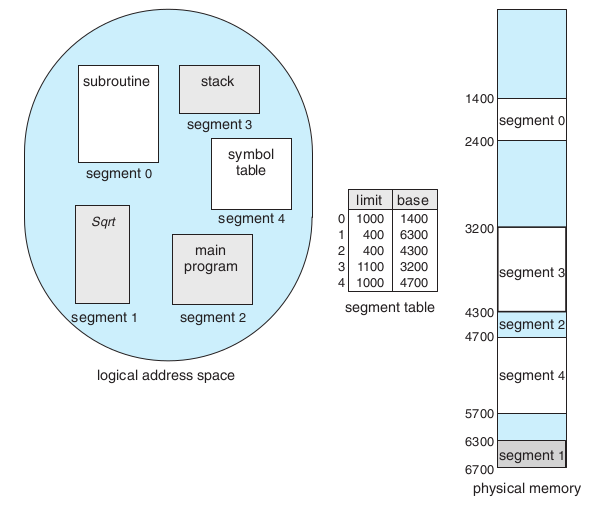 subroutine
segment 0
stack
segment 3
symbol
table
segment 4
Sqrt
segment 1
main
program
segment 2
logical address space
limit base
0 1000 1400
1 400 6300
2 400 4300
3 1100 3200
4 1000 4700
segment table
1400
segment 0
2400
3200
segment 3
4300
segment 2
4700
segment 4
5700
6300
segment 1
6700
physical memory